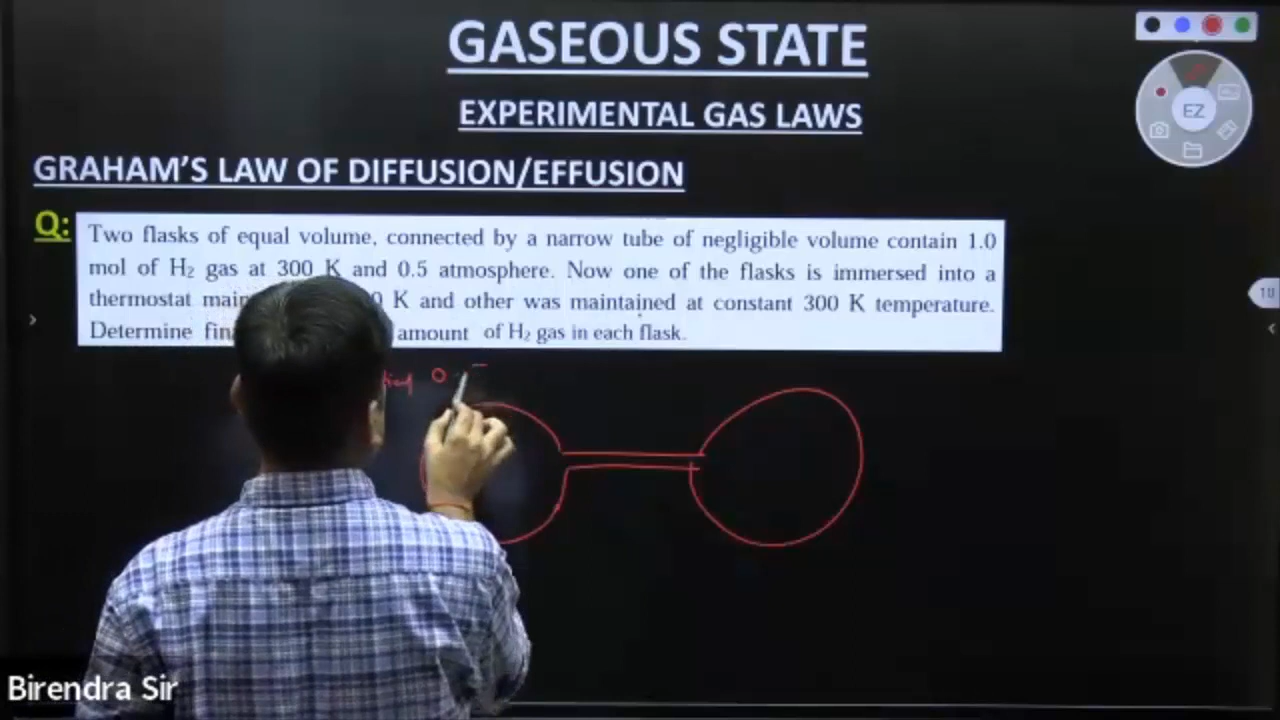 GASEOUS STATE
EXPERIMENTAL GAS LAWS
GRAHAM'S LAW OF DIFFUSION/EFFUSION
Q:
Two flasks of equal volume, connected by a narrow tube of negligible volume contain 1.0
mol of H₂ gas at 300 K and 0.5 atmosphere. Now one of the flasks is immersed into a
thermostat K and other was maintained at constant 300 K temperature.
Determine amount of H₂ gas in each flask.
EZ
10
Birendra Sir